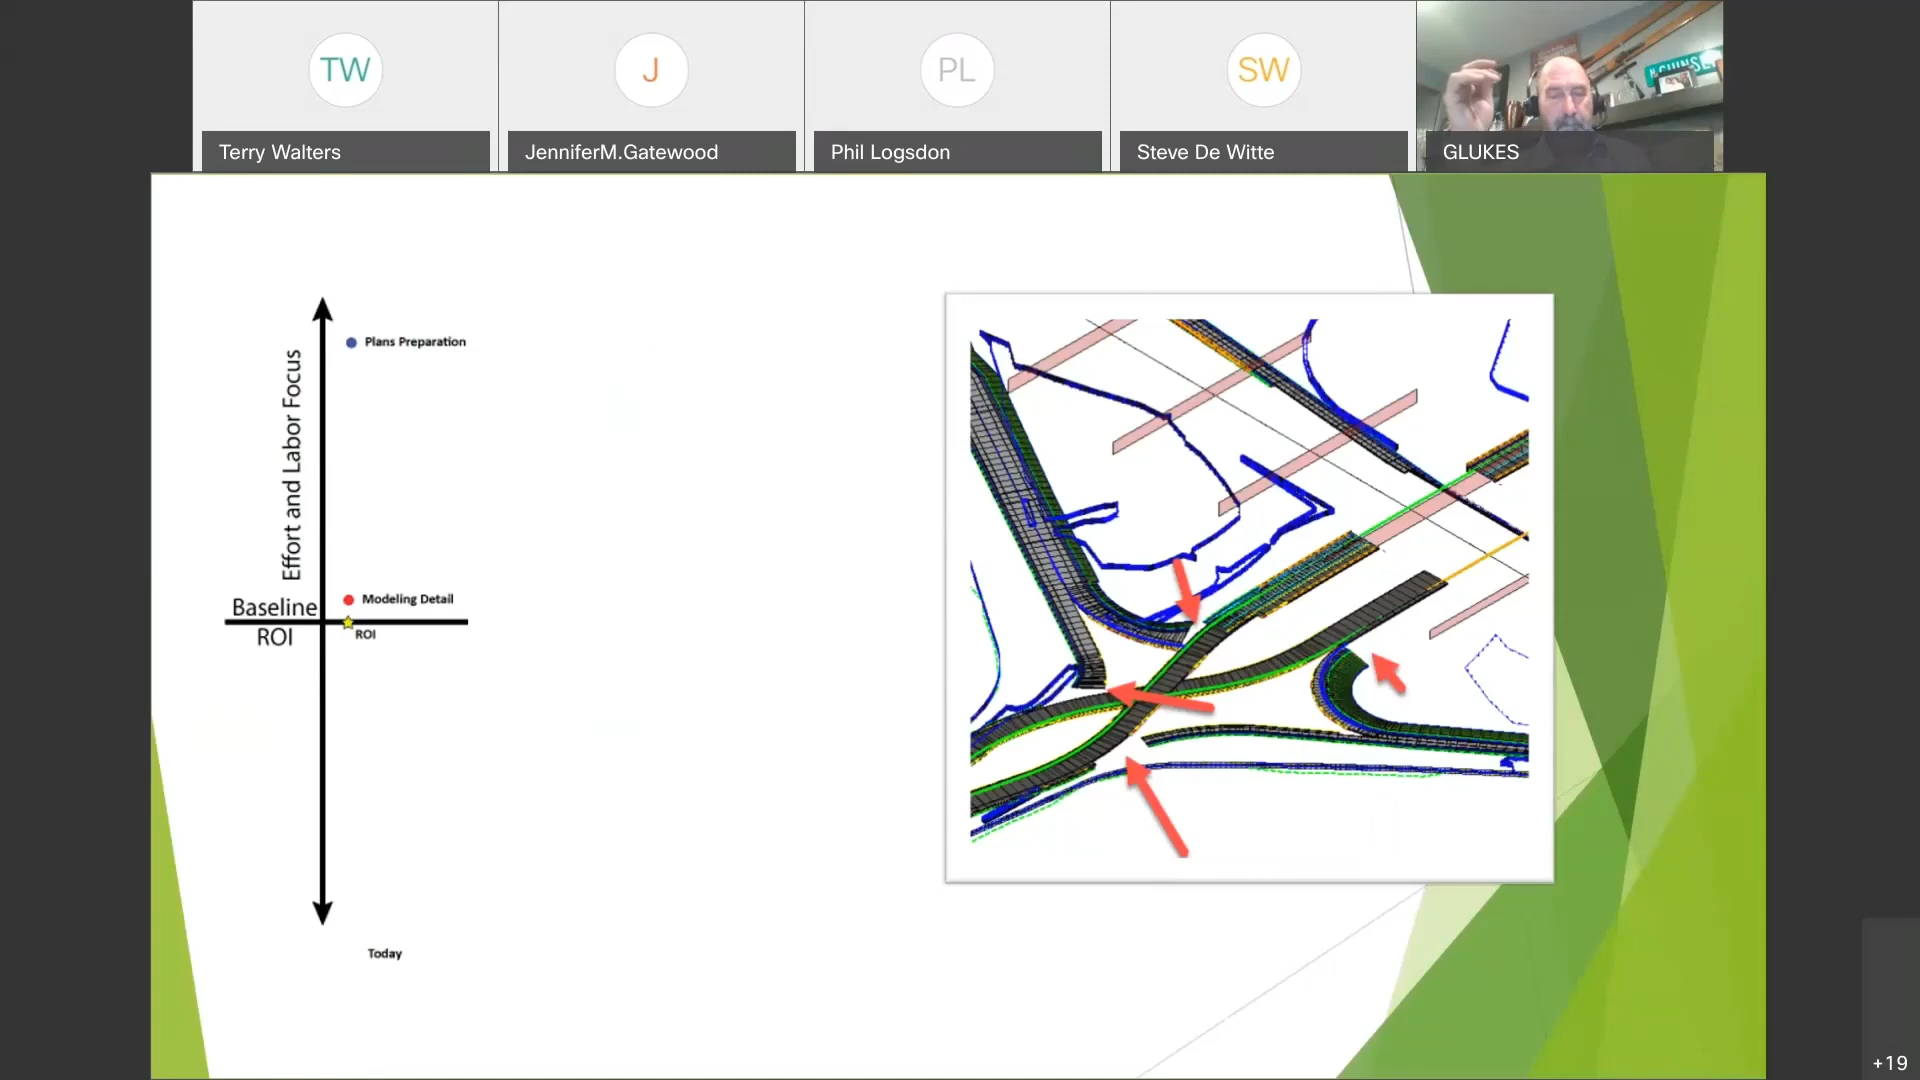 TW
J
PL
SW
Terry Walters
JenniferM.Gatewood
Phil Logsdon
Steve De Witte
GLUKES
Plans Preparation
Effort and Labor Focus
Modeling Detail
Baseline
ROI
ROI
Today
+19